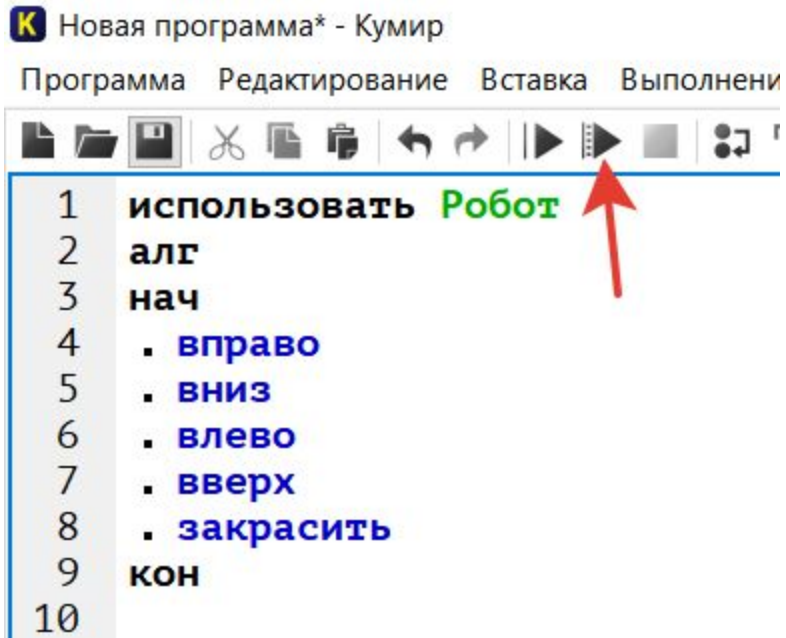 K Новая программа* - Кумир
Программа Редактирование Вставка Выполнени
1 использовать Робот
2 алг
3 нач
4 . вправо
5 . вниз
6 . влево
7 . вверх
8 . закрасить
9 кон
10